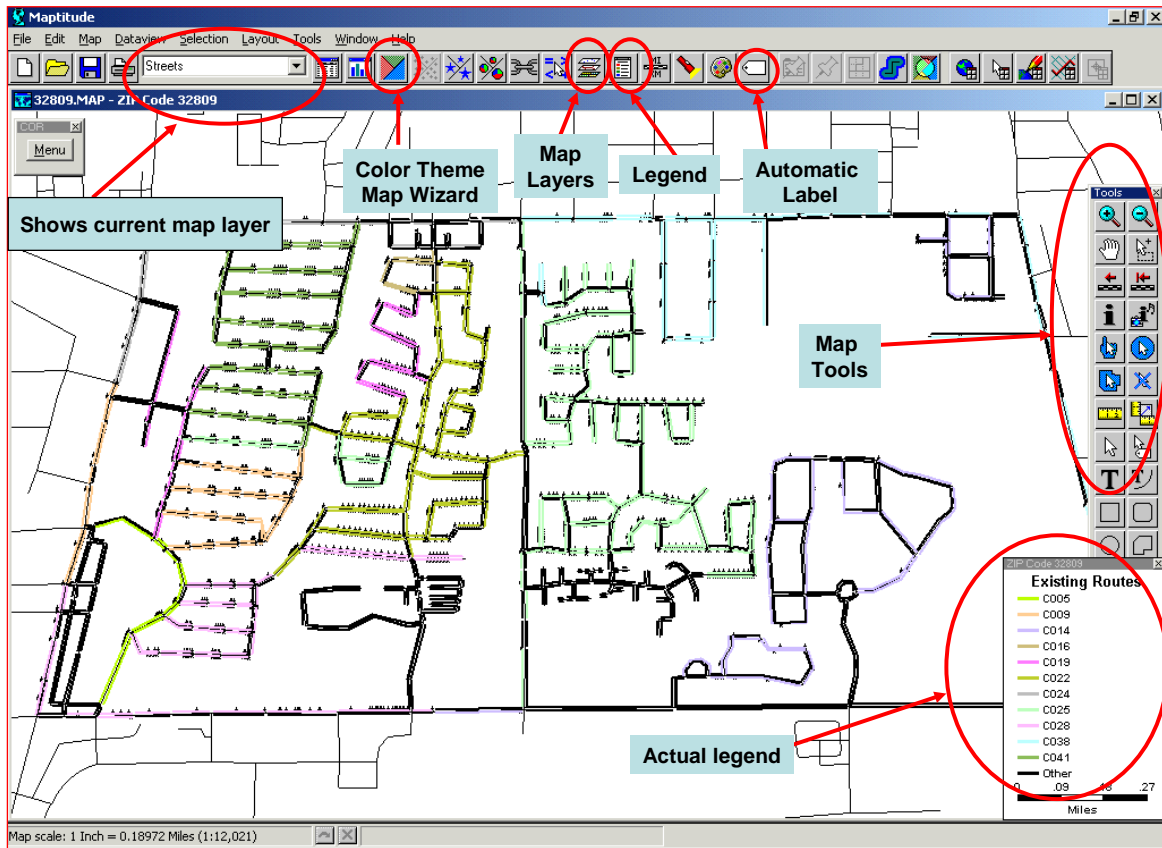 Maptitude
File Edit Map Dataview Selection Layout Tools Window Help
Streets
32809.MAP - ZIP Code 32809
COR
Menu
Color Theme
Map Wizard
Map
Layers
Legend
Automatic
Label
Shows current map layer
Tools
Map
Tools
T T
ZIP Code 32809
Existing Routes
C005
C009
C014
C016
C019
C022
C024
C025
C028
C038
C041
Other
0 .09 .18 .27
Miles
Actual legend
Map scale: 1 Inch = 0.18972 Miles (1:12,021)